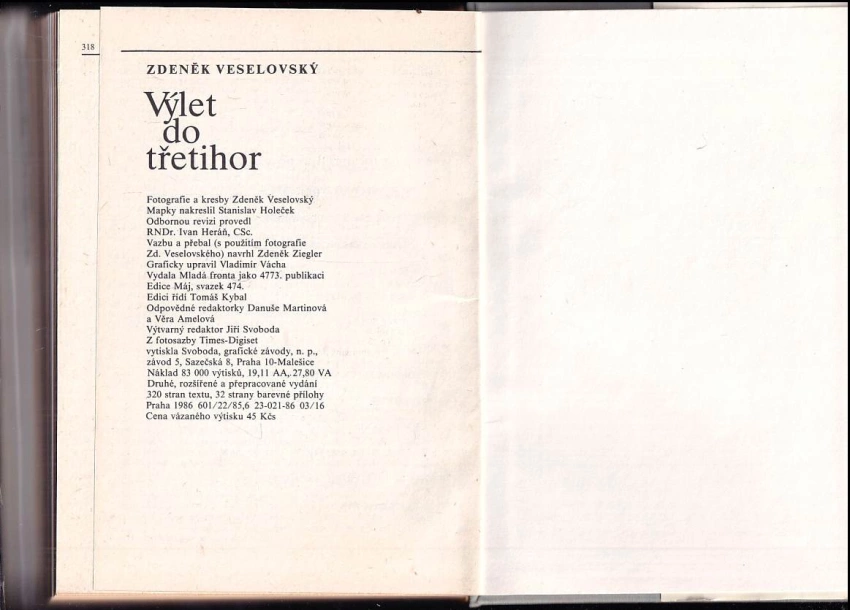 318
ZDENĚK VESELOVSKÝ
Výlet
do
třetihor
Fotografie a kresby Zdeněk Veselovský
Mapky nakreslil Stanislav Holeček
Odbornou revizi provedl
RNDr. Ivan Heráň, CSc.
Vazbu a přebal (s použitím fotografie
Zd. Veselovského) navrhl Zdeněk Ziegler
Graficky upravil Vladimír Vácha
Vydala Mladá fronta jako 4773. publikaci
Edice Máj, svazek 474.
Edici řídí Tomáš Kybal
Odpovědné redaktorky Danuše Martinová
a Věra Amelová
Výtvarný redaktor Jiří Svoboda
Z fotosazby Times-Digiset
vytiskla Svoboda, grafické závody, n. p.,
závod 5, Sazečská 8, Praha 10-Malešice
Náklad 83 000 výtisků, 19,11 AA, 27,80 VA
Druhé, rozšířené a přepracované vydání
320 stran textu, 32 strany barevné přílohy
Praha 1986 601/22/85,6 23-021-86 03/16
Cena vázaného výtisku 45 Kčs